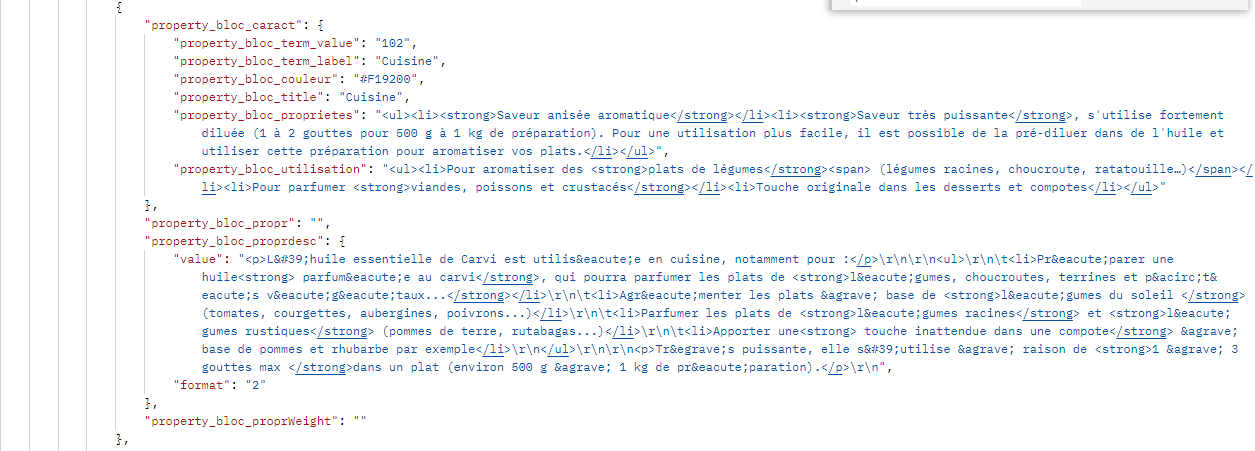 {
"property_bloc_caract": {
"property_bloc_term_value": "102",
"property_bloc_term_label": "Cuisine",
"property_bloc_couleur": "#F19200",
"property_bloc_title": "Cuisine",
"property_bloc_proprietes": "<ul><li><strong>Saveur anisée aromatique</strong></li><li><strong>Saveur très puissante</strong>, s'utilise fortement
diluée (1 à 2 gouttes pour 500 g à 1 kg de préparation). Pour une utilisation plus facile, il est possible de la pré-diluer dans de l'huile et
utiliser cette préparation pour aromatiser vos plats.</li></ul>",
"property_bloc_utilisation": "<ul><li>Pour aromatiser des <strong>plats de légumes</strong><span> (légumes racines, choucroute, ratatouille…)</span></
li><li>Pour parfumer <strong>viandes, poissons et crustacés</strong></li><li>Touche originale dans les desserts et compotes</li></ul>"
},
"property_bloc_propr": "",
"property_bloc_proprdesc": {
"value": "<p>L&#39;huile essentielle de Carvi est utilis&eacute;e en cuisine, notamment pour :</p>\r\n\r\n<ul>\r\n\t<li>Pr&eacute;parer une
huile<strong> parfum&eacute;e au carvi</strong>, qui pourra parfumer les plats de <strong>l&eacute;gumes, choucroutes, terrines et p&acirc;t&
eacute;s v&eacute;g&eacute;taux...</strong></li>\r\n\t<li>Agr&eacute;menter les plats &agrave; base de <strong>l&eacute;gumes du soleil </strong>
(tomates, courgettes, aubergines, poivrons...)</li>\r\n\t<li>Parfumer les plats de <strong>l&eacute;gumes racines</strong> et <strong>l&eacute;
gumes rustiques</strong> (pommes de terre, rutabagas...)</li>\r\n\t<li>Apporter une<strong> touche inattendue dans une compote</strong> &agrave;
base de pommes et rhubarbe par exemple</li>\r\n</ul>\r\n\r\n<p>Tr&egrave;s puissante, elle s&#39;utilise &agrave; raison de <strong>1 &agrave; 3
gouttes max </strong>dans un plat (environ 500 g &agrave; 1 kg de pr&eacute;paration).</p>\r\n",
"format": "2"
},
"property_bloc_proprWeight": ""
},